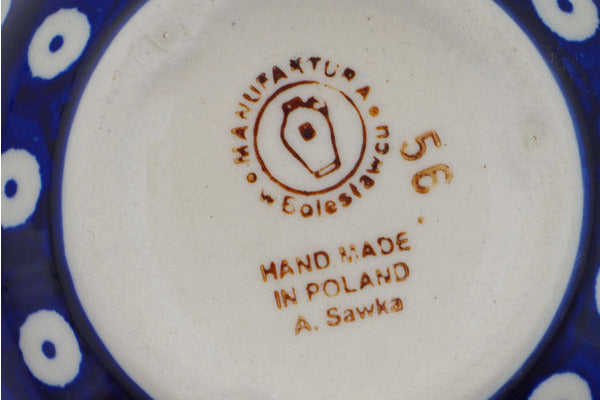 MANUFAKTURA
w Bolesławcu
56
HAND MADE
IN POLAND
A. Sawka